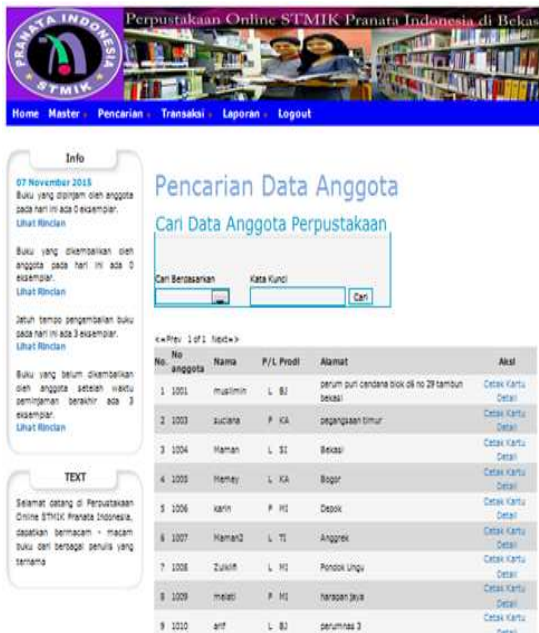 Perpustakaan Online STMIK Pranata Indonesia di Bekas
PRANATA INDONESIA
STMIK
Home Master Pencarian Transaksi Laporan Logout
Info
07 November 2015
Buku yang dipinjam oleh anggota
pada hari ini ada 0 eksemplar.
Lihat Rincian
Buku yang dikembalikan oleh
anggota pada hari ini ada 0
eksemplar.
Lihat Rincian
Jatuh tempo pengembalian buku
pada hari ini ada 3 eksemplar.
Lihat Rincian
Buku yang belum dikembalikan
oleh anggota setelah waktu
peminjaman berakhir ada 3
eksemplar.
Lihat Rincian
TEXT
Selamat datang di Perpustakaan
Online STMIK Pranata Indonesia,
dapatkan bermacam - macam
buku dari berbagai penulis yang
ternama
Pencarian Data Anggota
Cari Data Anggota Perpustakaan
Cari Berdasarkan Kata Kunci
Cari
<<Prev 1 of 1 Next>>
No. No anggota Nama P/L Prodi Alamat Aksi
1 1001 muslimin L BJ perum puri cendana blok d9 no 29 tambun bekasi Cetak Kartu Detail
2 1003 suciana P KA pegangsaan timur Cetak Kartu Detail
3 1004 Maman L SI Bekasi Cetak Kartu Detail
4 1005 Memey L KA Bogor Cetak Kartu Detail
5 1006 karin P MI Depok Cetak Kartu Detail
6 1007 Maman2 L TI Anggrek Cetak Kartu Detail
7 1008 Zulkifli L MI Pondok Ungu Cetak Kartu Detail
8 1009 melati P MI harapan jaya Cetak Kartu Detail
9 1010 arif L BJ perumnas 3 Cetak Kartu Detail